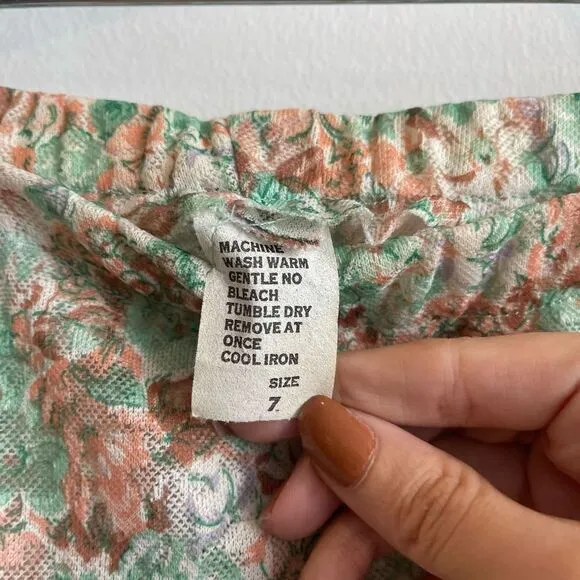 MACHINE
WASH WARM
GENTLE NO
BLEACH
TUMBLE DRY
REMOVE AT
ONCE
COOL IRON
SIZE
7